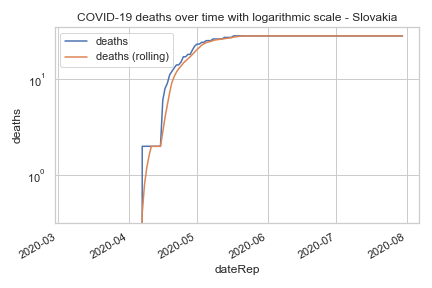 COVID-19 deaths over time with logarithmic scale - Slovakia
deaths
deaths (rolling)
10¹
10⁰
deaths
2020-03
2020-04
2020-05
2020-06
2020-07
2020-08
dateRep